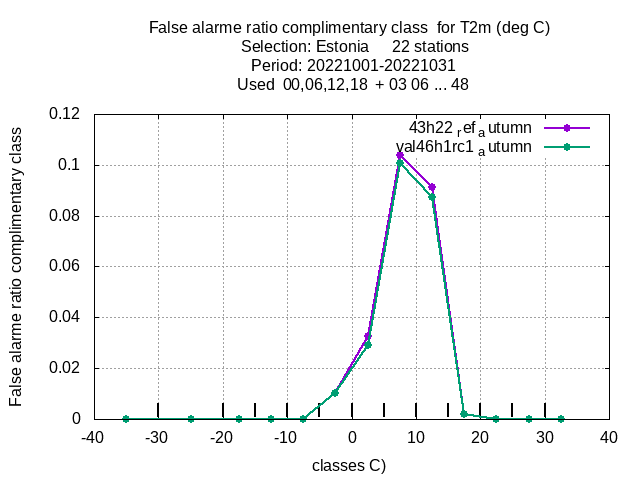 False alarme ratio complimentary class for T2m (deg C)
Selection: Estonia 22 stations
Period: 20221001-20221031
Used 00,06,12,18 + 03 06 ... 48
False alarme ratio complimentary class
43h22refautumn
val46h1rc1autumn
0.12
0.1
0.08
0.06
0.04
0.02
0
-40 -30 -20 -10 0 10 20 30 40
classes C)